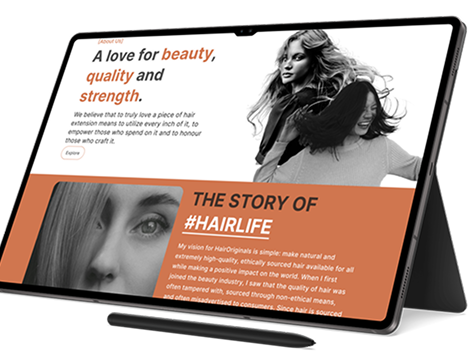 A love for beauty,
quality and
strength.
We believe that to truly love a piece of hair
extension means to utilize every inch of it, to
empower those who spend on it and to honour
those who craft it.
Explore
THE STORY OF
#HAIRLIFE
My vision for HairOriginals is simple: make natural and
extremely high-quality, ethically sourced hair available for all
while making a positive impact on the world. When I first
joined the beauty industry, I saw that the quality of hair was
often tampered with, sourced through non-ethical means,
and often misadvertised to consumers. Since hair is sourced